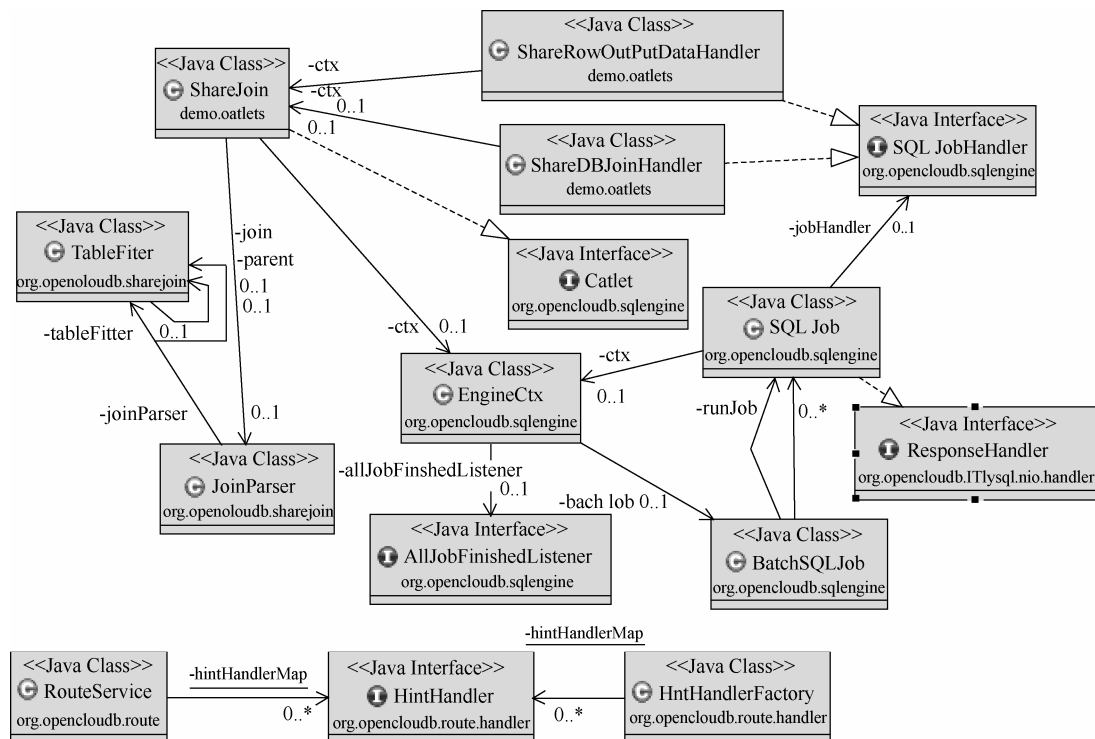 <<Java Class>>
ShareRowOutPutDataHandler
demo.oatlets
<<Java Class>>
ShareJoin
demo.oatlets
-ctx
-ctx
0..1
0..1
<<Java Class>>
ShareDBJoinHandler
demo.oatlets
<<Java Interface>>
SQL JobHandler
org.opencloudb.sqlengine
<<Java Class>>
TableFiter
org.openoloudb.sharejoin
-join
-parent
0..1
0..1
<<Java Interface>>
Catlet
org.opencloudb.sqlengine
-jobHandler
0..1
<<Java Class>>
SQL Job
org.opencloudb.sqlengine
-tableFitter
0..1
-ctx
0..1
<<Java Class>>
EngineCtx
org.opencloudb.sqlengine
-ctx
0..1
-joinParser
0..1
-runJob
0..*
<<Java Interface>>
ResponseHandler
org.opencloudb.ITlysql.nio.handler
<<Java Class>>
JoinParser
org.openoloudb.sharejoin
-allJobFinshedListener
0..1
-bach lob 0..1
<<Java Interface>>
AllJobFinishedListener
org.opencloudb.sqlengine
<<Java Class>>
BatchSQLJob
org.opencloudb.sqlengine
<<Java Class>>
RouteService
org.opencloudb.route
-hintHandlerMap
0..*
<<Java Interface>>
HintHandler
org.opencloudb.route.handler
-hintHandlerMap
0..*
<<Java Class>>
HntHandlerFactory
org.opencloudb.route.handler